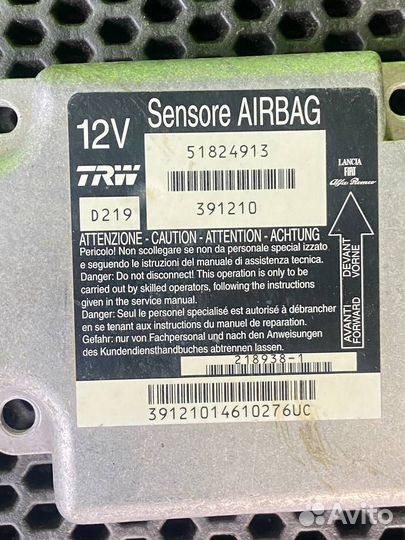 Sensore AIRBAG
12V
51824913
TRW
LANCIA
FIAT
Alfa Romeo
D219
391210
ATTENZIONE - CAUTION - ATTENTION - ACHTUNG
Pericolo! Non scollegare se non da personale special izzato
e seguendo le istruzioni del manuale di assistenza tecnica.
Danger: Do not disconnect! This operation is only to be
carried out by skilled operators, following the instructions
given in the service manual.
Danger: Seul le personel specialisé est autorisé à débrancher
en se tenant aux instructions du manuel de reparation.
Gefahr: nur von Fachpersonal und nach den Anweisungen
des Kundendiensthandbuches abtrennen lassen.
AVANTI DEVANT
FORWARD VORNE
218938-1
39121014610276UC
Avito